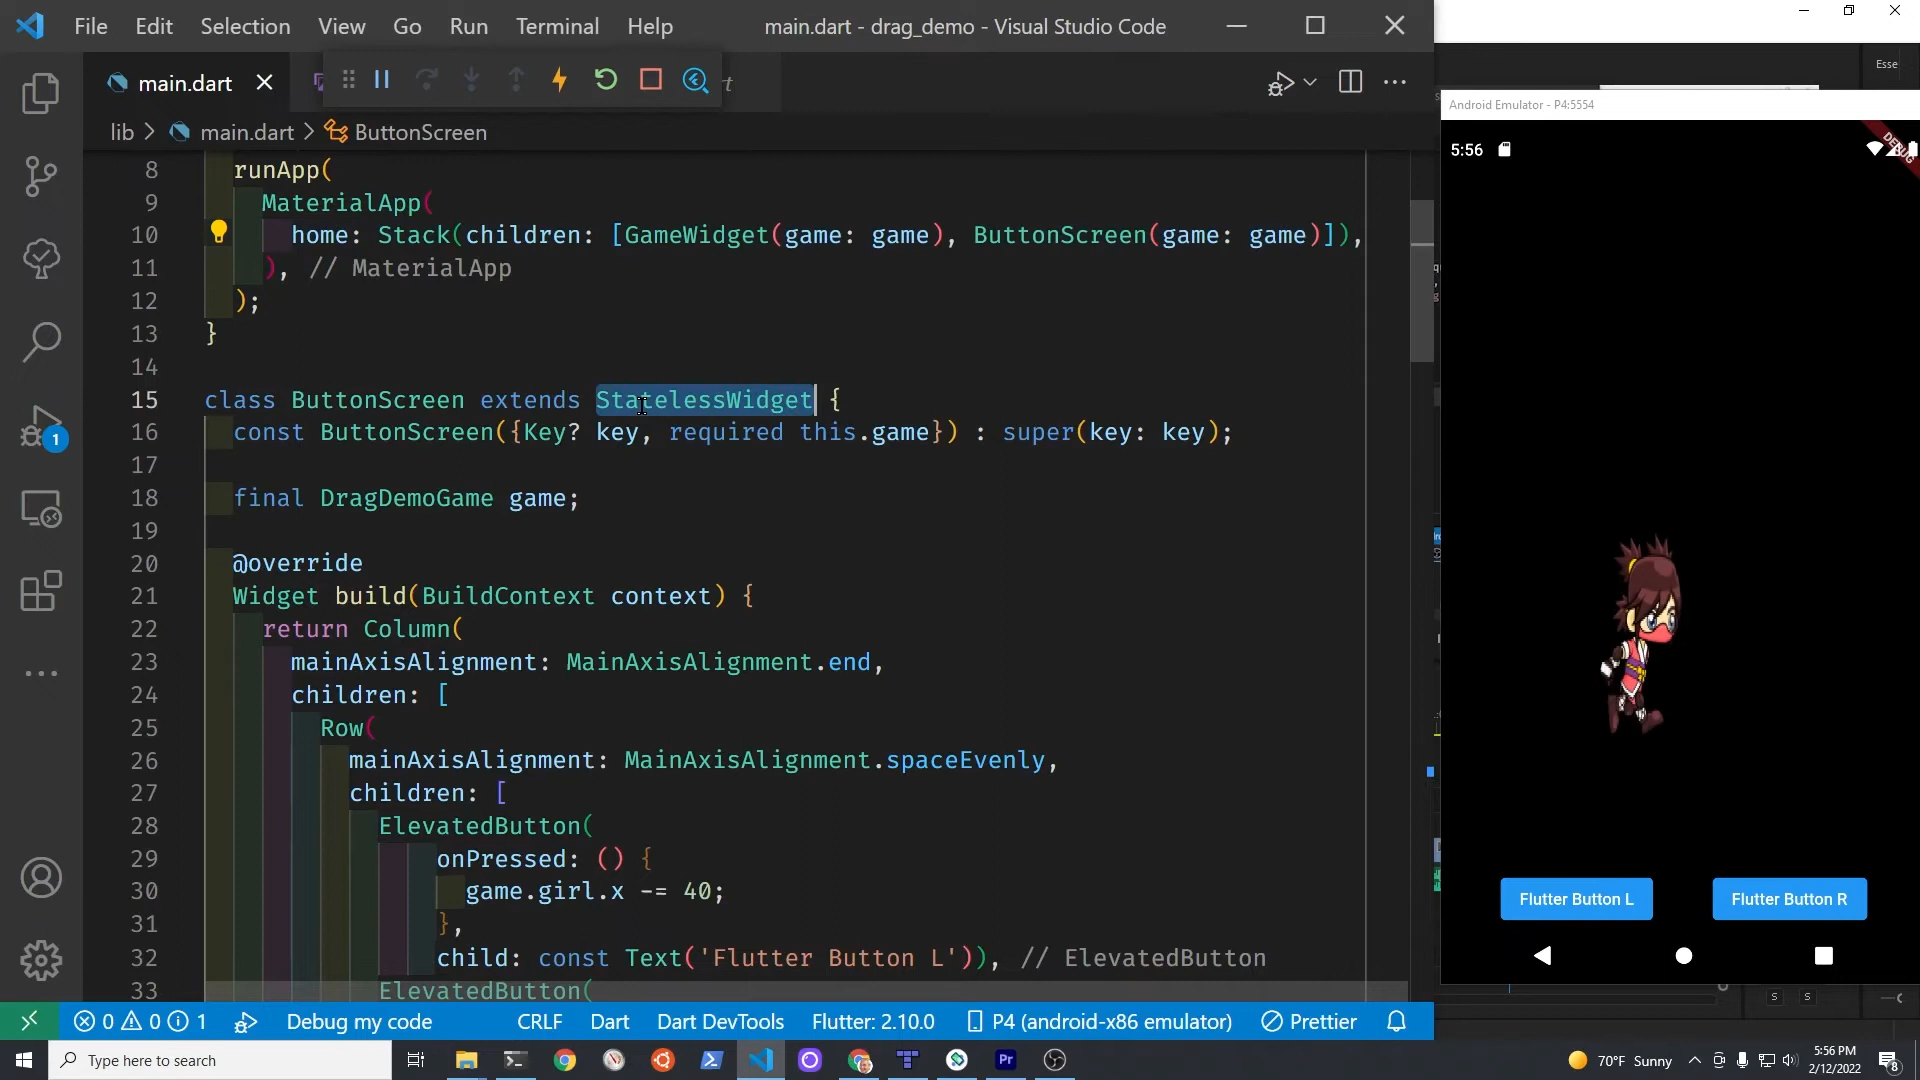 File Edit Selection View Go Run Terminal Help main.dart - drag_demo - Visual Studio Code
main.dart
lib > main.dart > ButtonScreen
8 runApp(
9 MaterialApp(
10 home: Stack(children: [GameWidget(game: game), ButtonScreen(game: game)]),
11 ), // MaterialApp
12 );
13 }
14
15 class ButtonScreen extends StatelessWidget {
16 const ButtonScreen({Key? key, required this.game}) : super(key: key);
17
18 final DragDemoGame game;
19
20 @override
21 Widget build(BuildContext context) {
22 return Column(
23 mainAxisAlignment: MainAxisAlignment.end,
24 children: [
25 Row(
26 mainAxisAlignment: MainAxisAlignment.spaceEvenly,
27 children: [
28 ElevatedButton(
29 onPressed: () {
30 game.girl.x -= 40;
31 },
32 child: const Text('Flutter Button L')), // ElevatedButton
33 ElevatedButton(
1
0 0 1 Debug my code CRLF Dart Dart DevTools Flutter: 2.10.0 P4 (android-x86 emulator) Prettier
Esse
Android Emulator - P4:5554
5:56
DEBUG
Flutter Button L Flutter Button R
S S
Type here to search
Pr
70°F Sunny
5:56 PM
2/12/2022
8